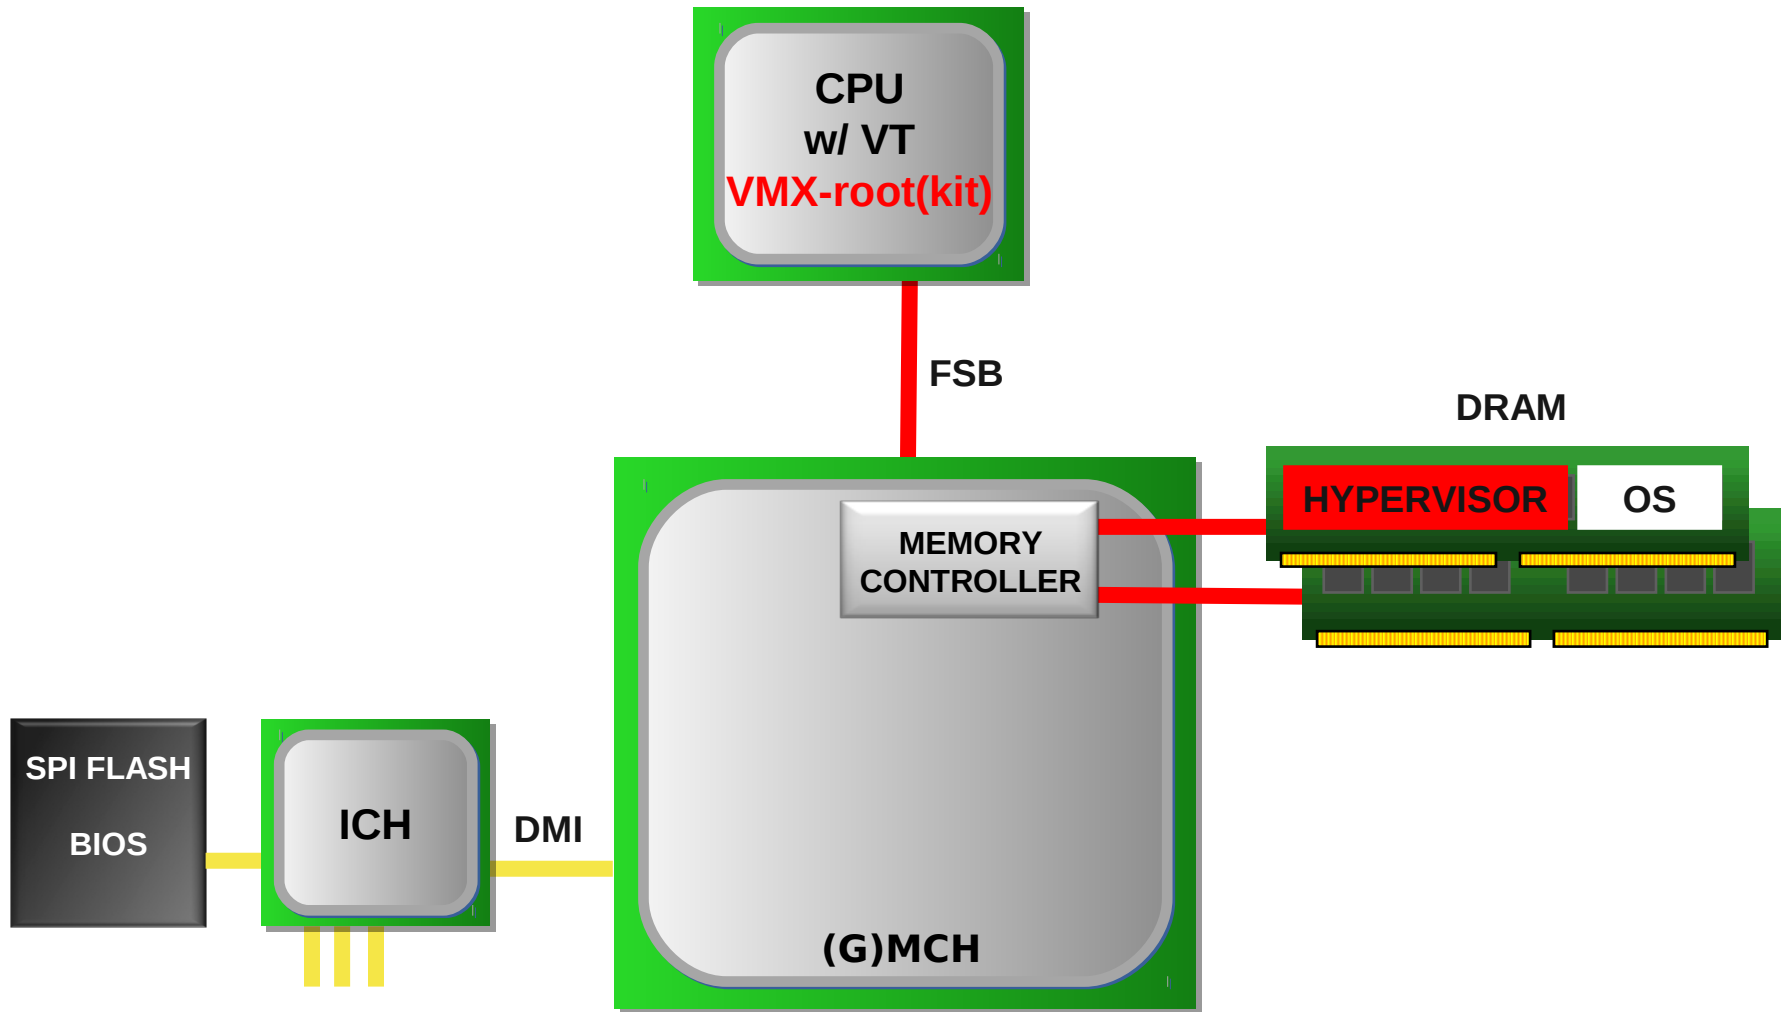 CPU
w/ VT
VMX-root(kit)
FSB
DRAM
HYPERVISOR
OS
MEMORY
CONTROLLER
SPI FLASH
BIOS
ICH
DMI
(G)MCH